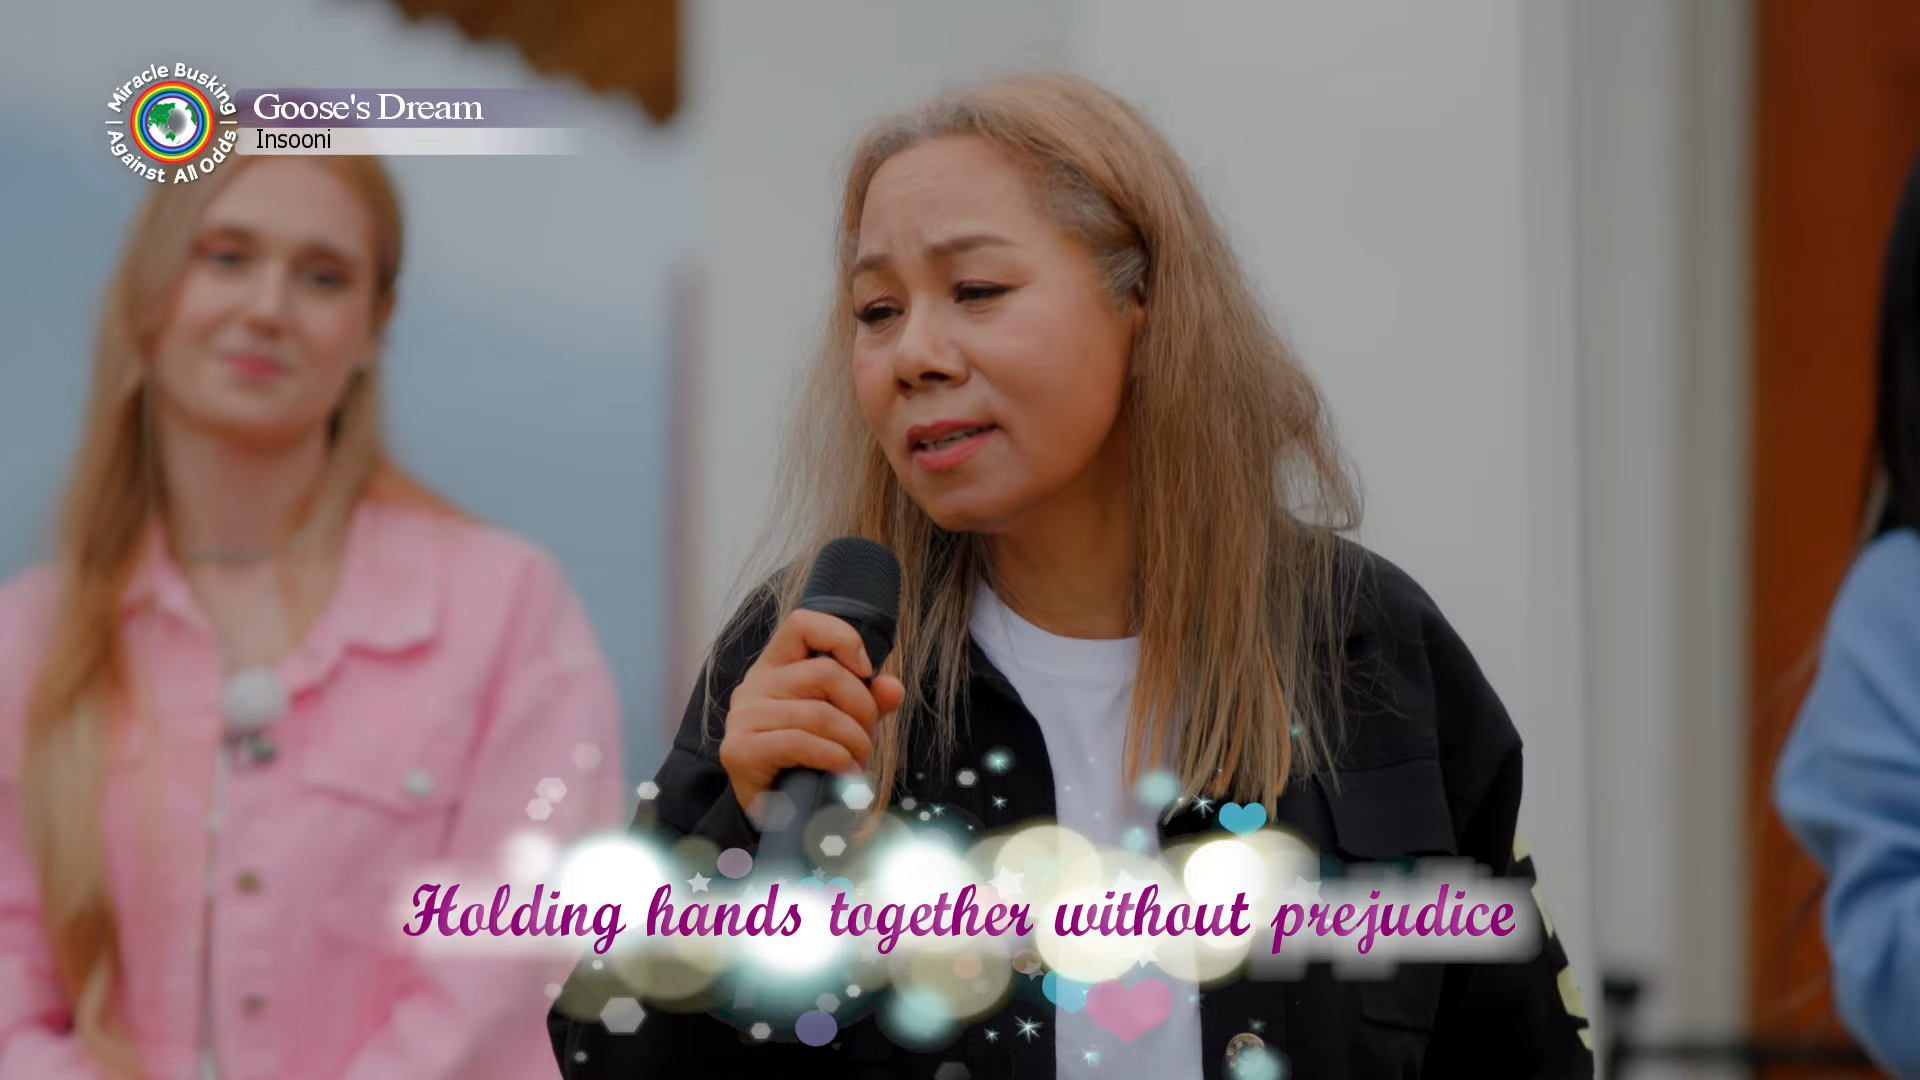 Miracle Busking
Against All Odds
Goose's Dream
Insooni
Holding hands together without prejudice